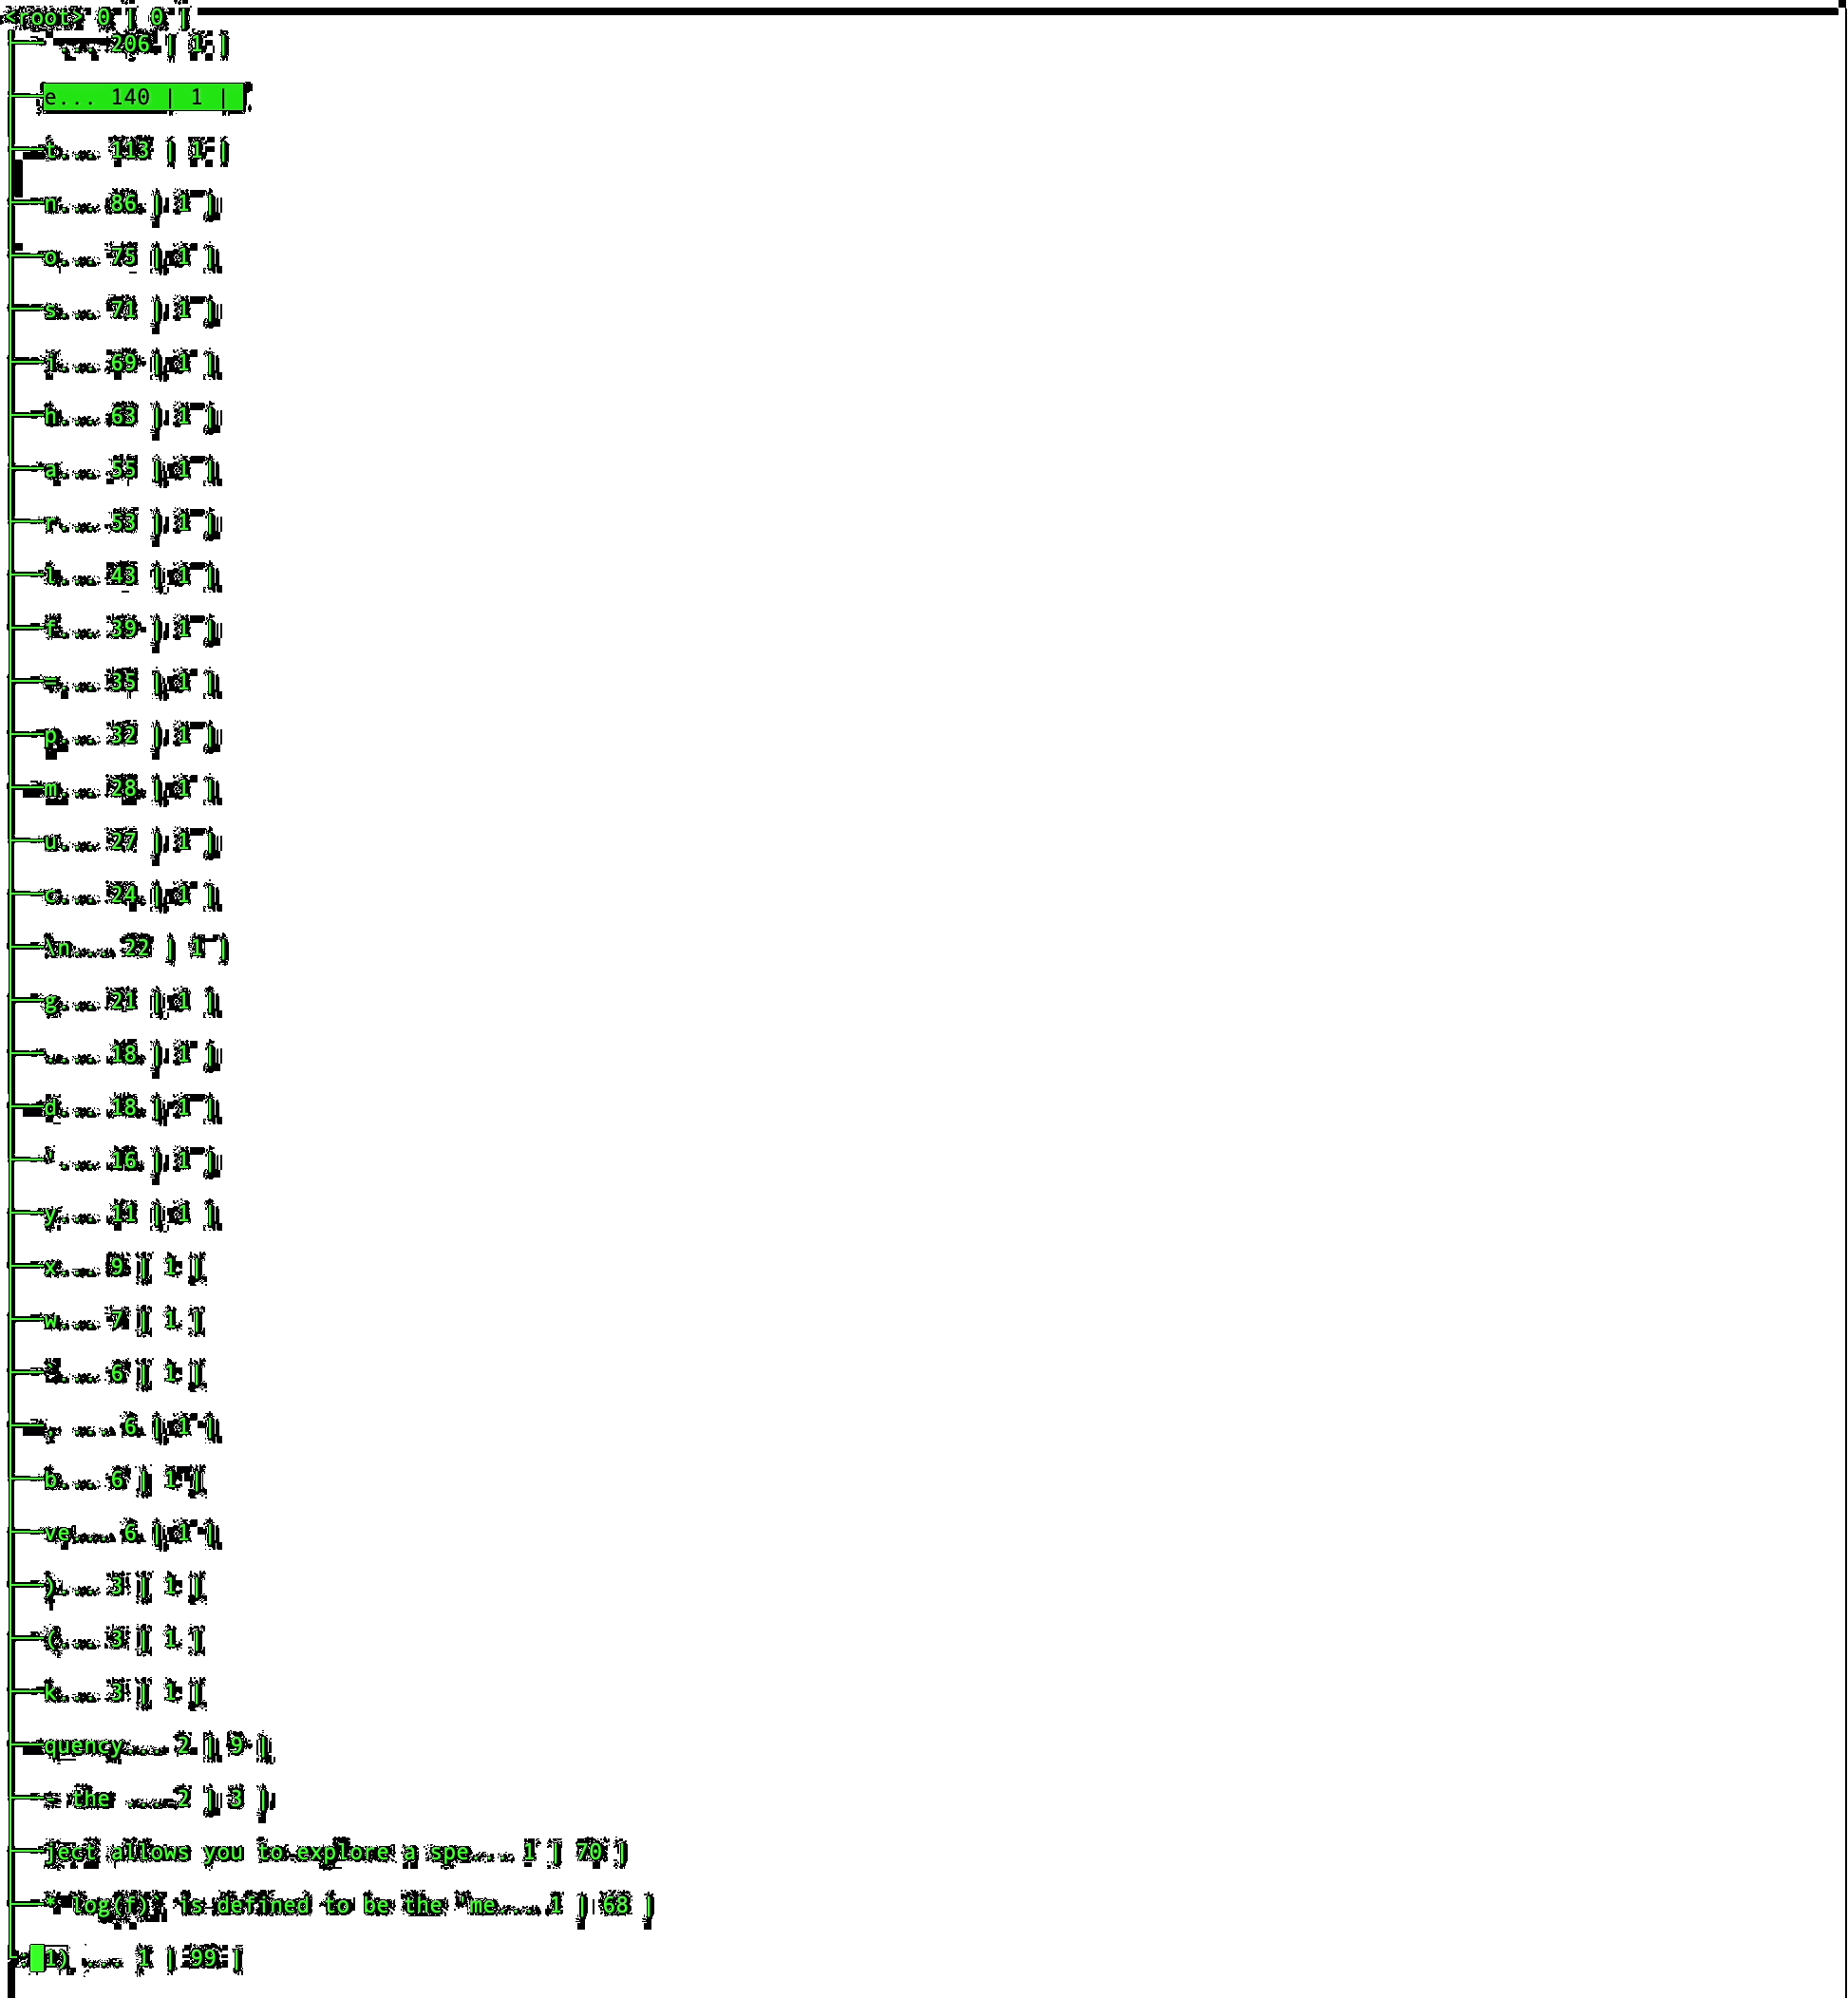 <root> 0 | 0 |
... 206 | 1 |
e... 140 | 1 |
t... 113 | 1 |
n... 86 | 1 |
o... 75 | 1 |
s... 71 | 1 |
i... 69 | 1 |
h... 63 | 1 |
a... 55 | 1 |
r... 53 | 1 |
l... 43 | 1 |
f... 39 | 1 |
=... 35 | 1 |
p... 32 | 1 |
m... 28 | 1 |
u... 27 | 1 |
c... 24 | 1 |
\n... 22 | 1 |
g... 21 | 1 |
.... 18 | 1 |
d... 18 | 1 |
"... 16 | 1 |
y... 11 | 1 |
x... 9 | 1 |
w... 7 | 1 |
... 6 | 1 |
, ... 6 | 1 |
b... 6 | 1 |
ve... 6 | 1 |
)... 3 | 1 |
(... 3 | 1 |
k... 3 | 1 |
quency... 2 | 9 |
= the ... 2 | 3 |
ject allows you to explore a spe... 1 | 70 |
* log(f)` is defined to be the "me... 1 | 68 |
1) ... 1 | 99 |